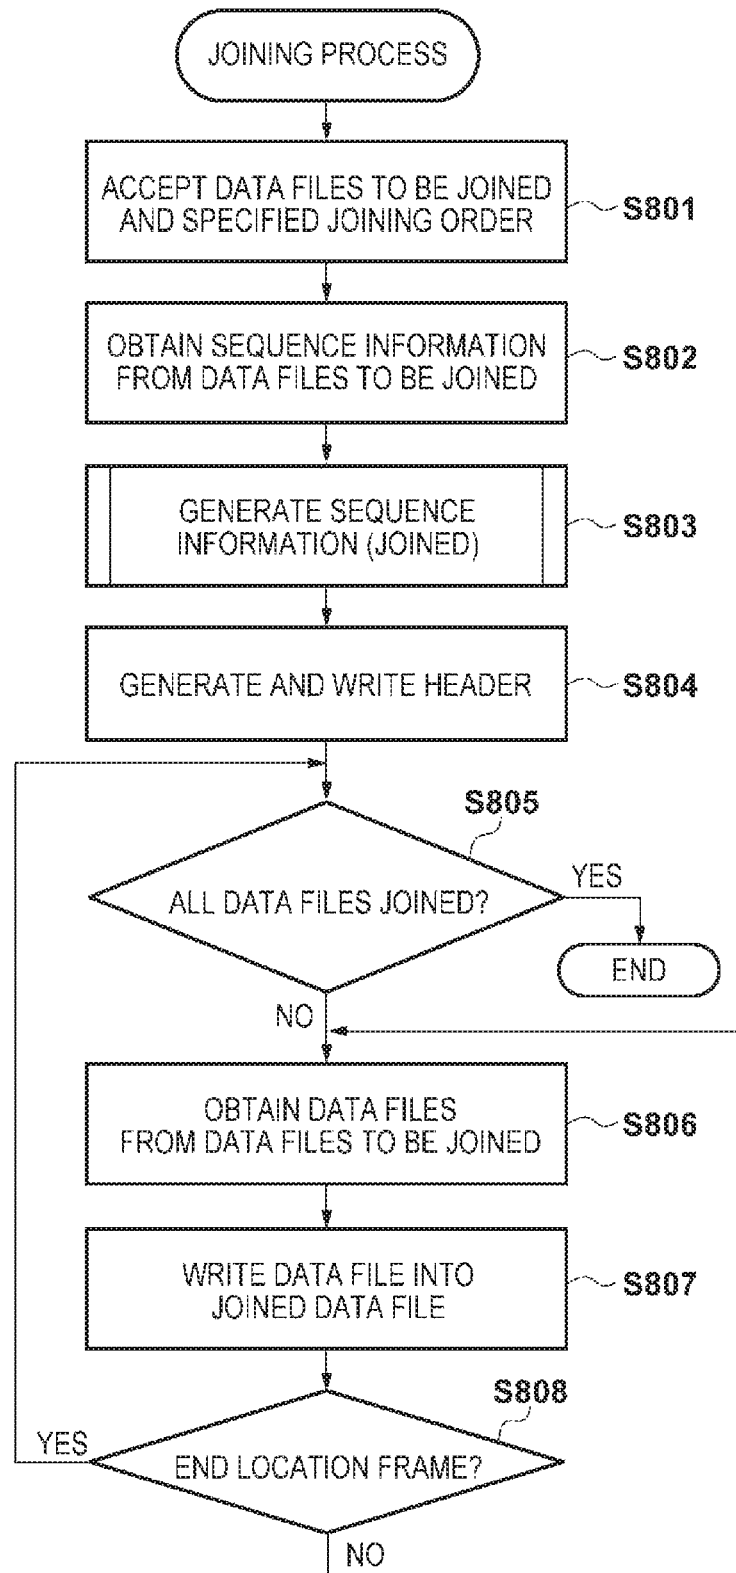 JOINING PROCESS
ACCEPT DATA FILES TO BE JOINED
AND SPECIFIED JOINING ORDER
S801
OBTAIN SEQUENCE INFORMATION
FROM DATA FILES TO BE JOINED
S802
GENERATE SEQUENCE
INFORMATION (JOINED)
S803
GENERATE AND WRITE HEADER
S804
S805
ALL DATA FILES JOINED?
YES
END
NO
OBTAIN DATA FILES
FROM DATA FILES TO BE JOINED
S806
WRITE DATA FILE INTO
JOINED DATA FILE
S807
S808
YES
END LOCATION FRAME?
NO